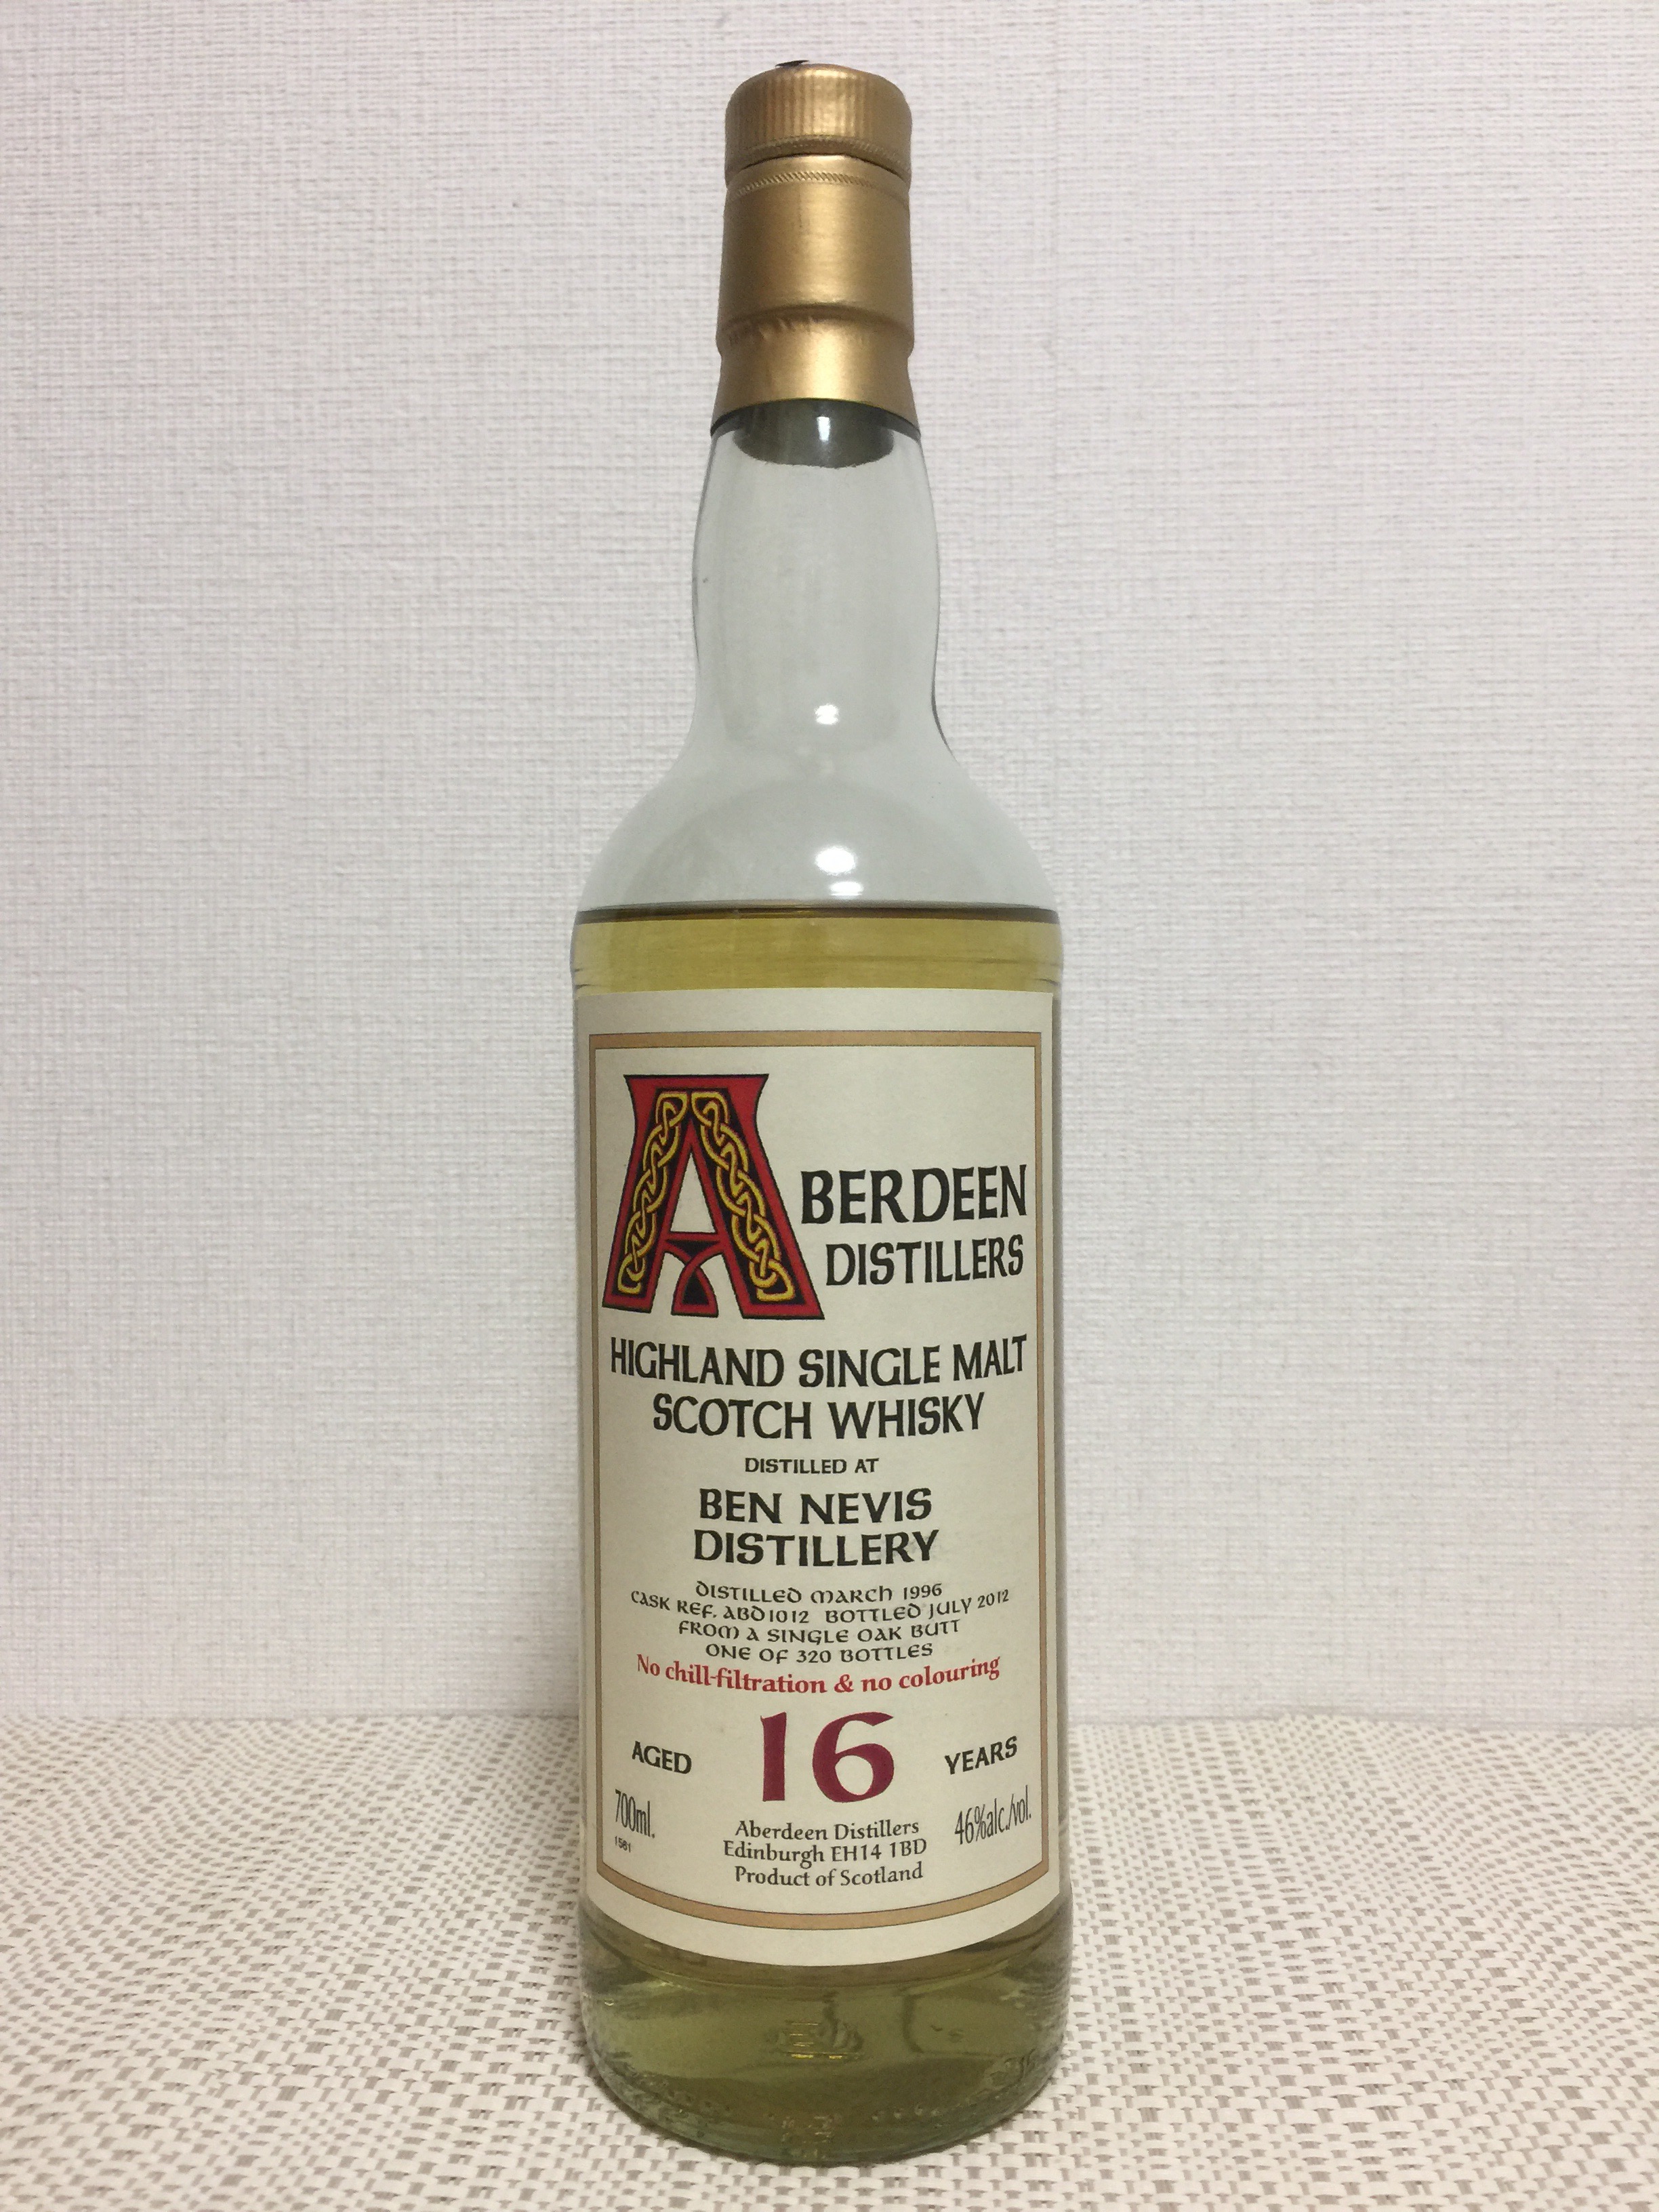 ABERDEEN
DISTILLERS
HIGHLAND SINGLE MALT
SCOTCH WHISKY
DISTILLED AT
BEN NEVIS
DISTILLERY
DISTILLED MARCH 1996
CASK REF. ABD1012 BOTTLED JULY 2012
FROM A SINGLE OAK BUTT
ONE OF 320 BOTTLES
No chill-filtration & no colouring
AGED 16 YEARS
700ml. 46%alc./vol.
1561
Aberdeen Distillers
Edinburgh EH14 1BD
Product of Scotland